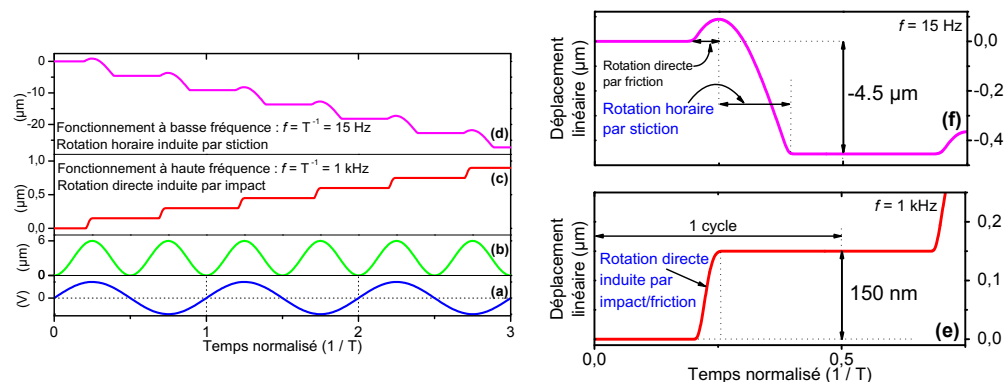 0
-10
-20
(µm)
Fonctionnement à basse fréquence : f = T⁻¹ = 15 Hz
Rotation horaire induite par stiction
(d)
1,0
0,5
0,0
(µm)
Fonctionnement à haute fréquence : f = T⁻¹ = 1 kHz
Rotation directe induite par impact
(c)
6
0
(µm)
(b)
0
(V)
(a)
0
1
2
3
Temps normalisé (1 / T)
Déplacement
linéaire (µm)
f = 15 Hz
0,0
-0,2
-0,4
Rotation directe
par friction
Rotation horaire
par stiction
-4.5 µm
(f)
Déplacement
linéaire (µm)
f = 1 kHz
0,2
0,1
0,0
1 cycle
Rotation directe
induite par
impact/friction
150 nm
(e)
0,0
0,5
Temps normalisé (1 / T)